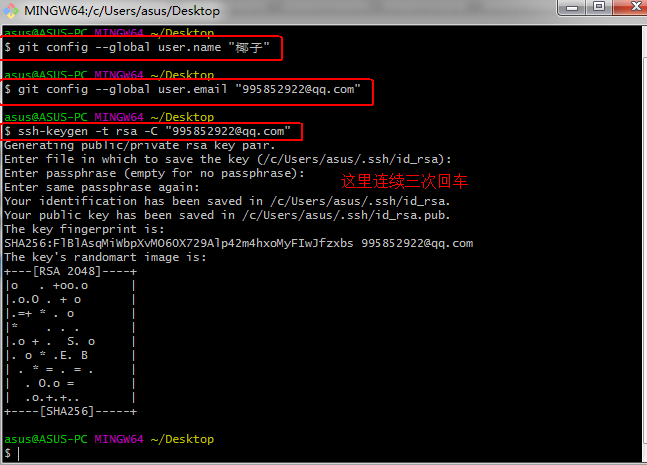 MINGW64:/c/Users/asus/Desktop
asus@ASUS-PC MINGW64 ~/Desktop
$ git config --global user.name "椰子"
asus@ASUS-PC MINGW64 ~/Desktop
$ git config --global user.email "995852922@qq.com"
asus@ASUS-PC MINGW64 ~/Desktop
$ ssh-keygen -t rsa -C "995852922@qq.com"
Generating public/private rsa key pair.
Enter file in which to save the key (/c/Users/asus/.ssh/id_rsa):
Enter passphrase (empty for no passphrase):
这里连续三次回车
Enter same passphrase again:
Your identification has been saved in /c/Users/asus/.ssh/id_rsa.
Your public key has been saved in /c/Users/asus/.ssh/id_rsa.pub.
The key fingerprint is:
SHA256:FlBlAsqMiWbpXvMO6OX729Alp42m4hxoMyFIwJfzxbs 995852922@qq.com
The key's randomart image is:
+---[RSA 2048]----+
|o   . +oo.o      |
|.o.O . + o       |
|.=+ * . o        |
|*    . . .       |
|.o + .  S. o     |
|. o * .E. B      |
| . * = . = .     |
|  . O.o =        |
|  .o.+.+..       |
+----[SHA256]-----+
asus@ASUS-PC MINGW64 ~/Desktop
$